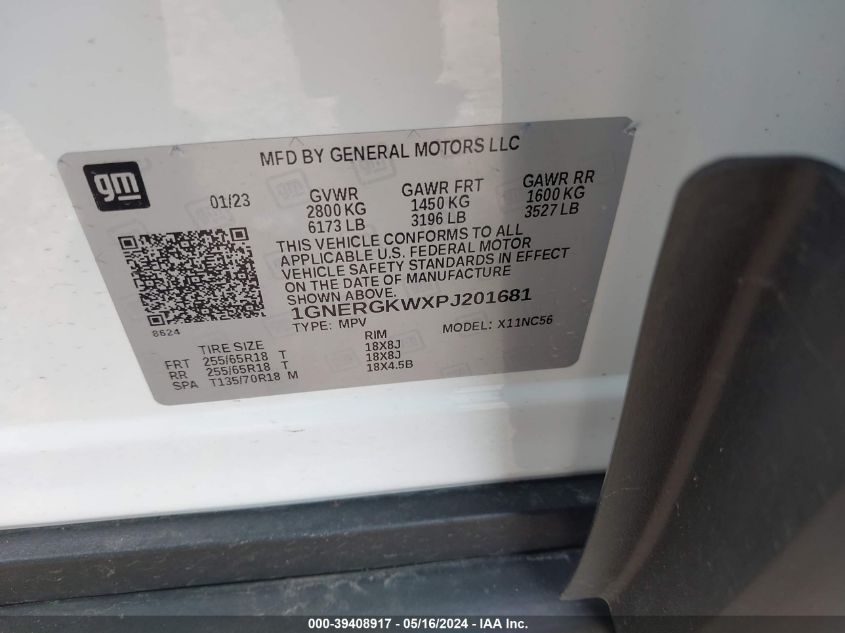 MFD BY GENERAL MOTORS LLC
gm
01/23
GVWR GAWR FRT GAWR RR
2800 KG 1450 KG 1600 KG
6173 LB 3196 LB 3527 LB
THIS VEHICLE CONFORMS TO ALL
APPLICABLE U.S. FEDERAL MOTOR
VEHICLE SAFETY STANDARDS IN EFFECT
ON THE DATE OF MANUFACTURE
SHOWN ABOVE.
1GNERGKWXPJ201681
8624
TYPE: MPV MODEL: X11NC56
TIRE SIZE RIM
FRT 255/65R18 T 18X8J
RR 255/65R18 T 18X8J
SPA T135/70R18 M 18X4.5B
000-39408917 - 05/16/2024 - IAA Inc.